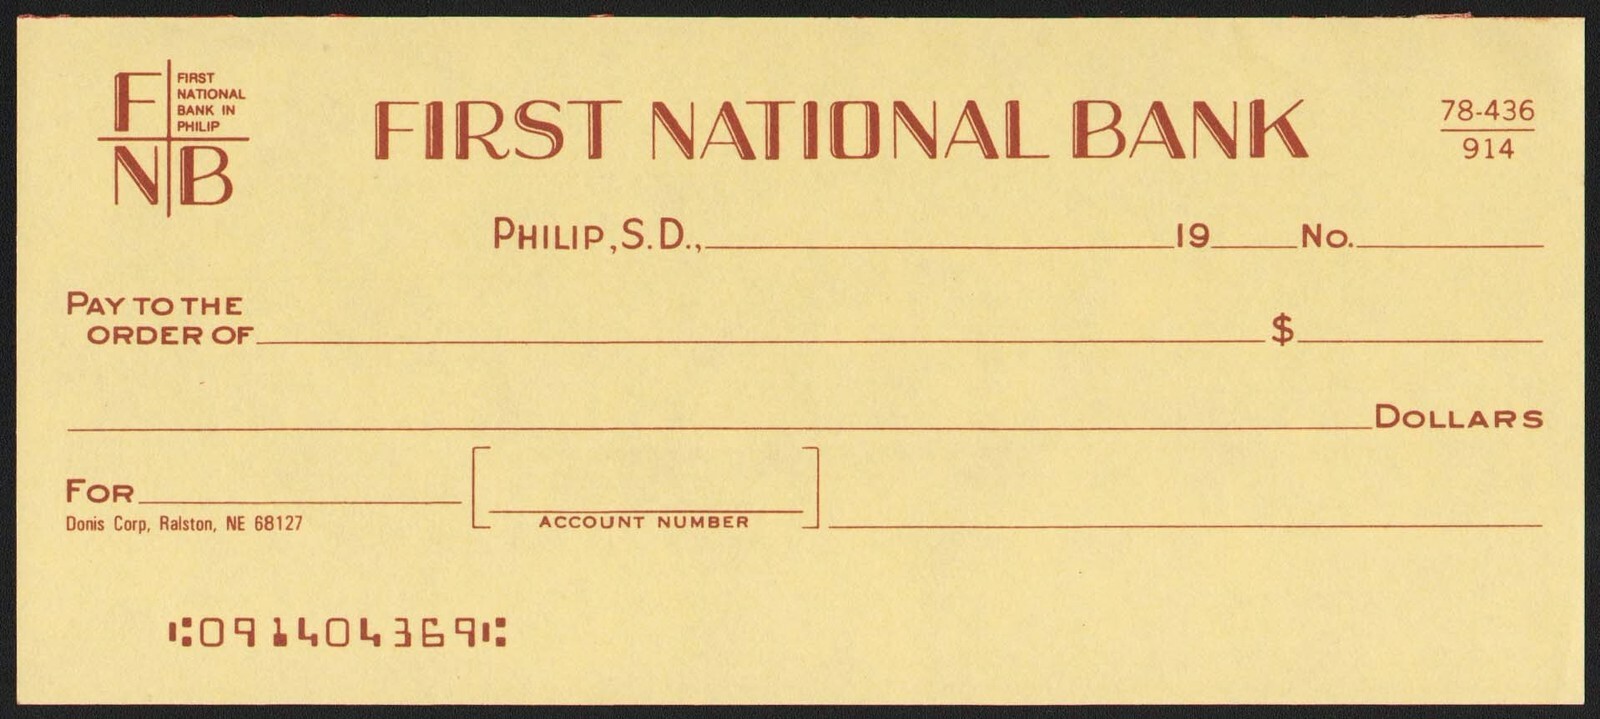 F FIRST
NATIONAL
BANK IN
PHILIP
NB
FIRST NATIONAL BANK
78-436
914
PHILIP, S.D., 19 No.
PAY TO THE
ORDER OF $
DOLLARS
FOR
ACCOUNT NUMBER
Donis Corp, Ralston, NE 68127
⑆091404369⑆